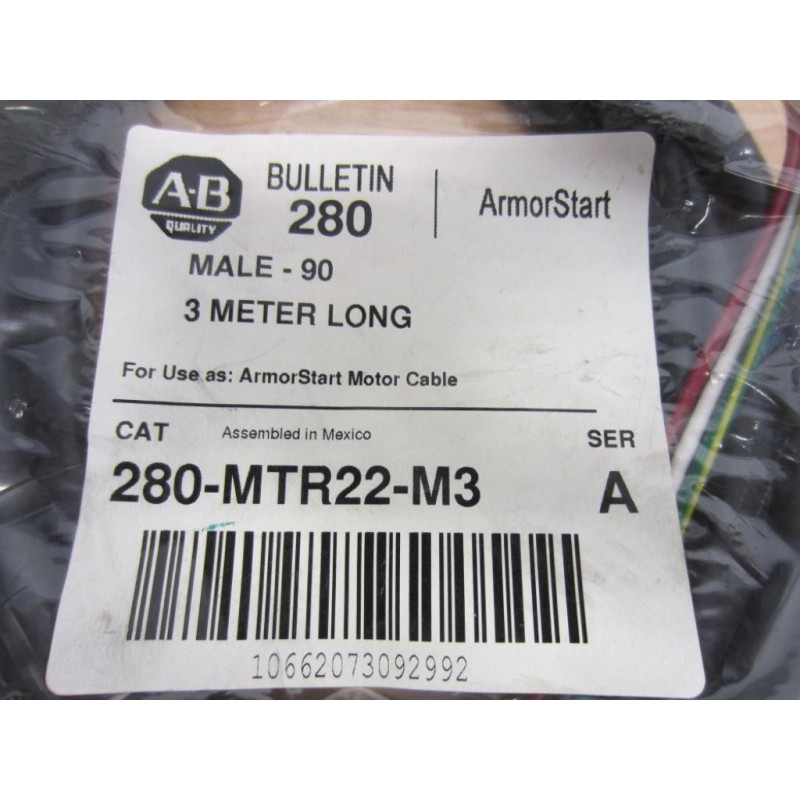 A-B
QUALITY
BULLETIN
280
ArmorStart
MALE - 90
3 METER LONG
For Use as: ArmorStart Motor Cable
CAT Assembled in Mexico SER
280-MTR22-M3 A
10662073092992